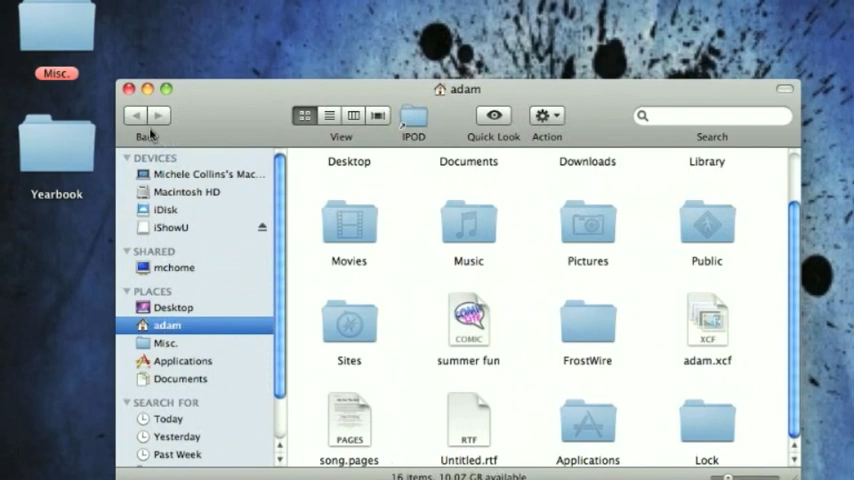 Misc.
Yearbook
adam
View
IPOD
Quick Look
Action
Search
DEVICES
Michele Collins's Mac...
Macintosh HD
iDisk
iShowU
SHARED
mchome
PLACES
Desktop
adam
Misc.
Applications
Documents
SEARCH FOR
Today
Yesterday
Past Week
Desktop
Documents
Downloads
Library
Movies
Music
Pictures
Public
Sites
COMIC
summer fun
FrostWire
XCF
adam.xcf
PAGES
song.pages
RTF
Untitled.rtf
Applications
Lock
16 items, 10.07 GB available